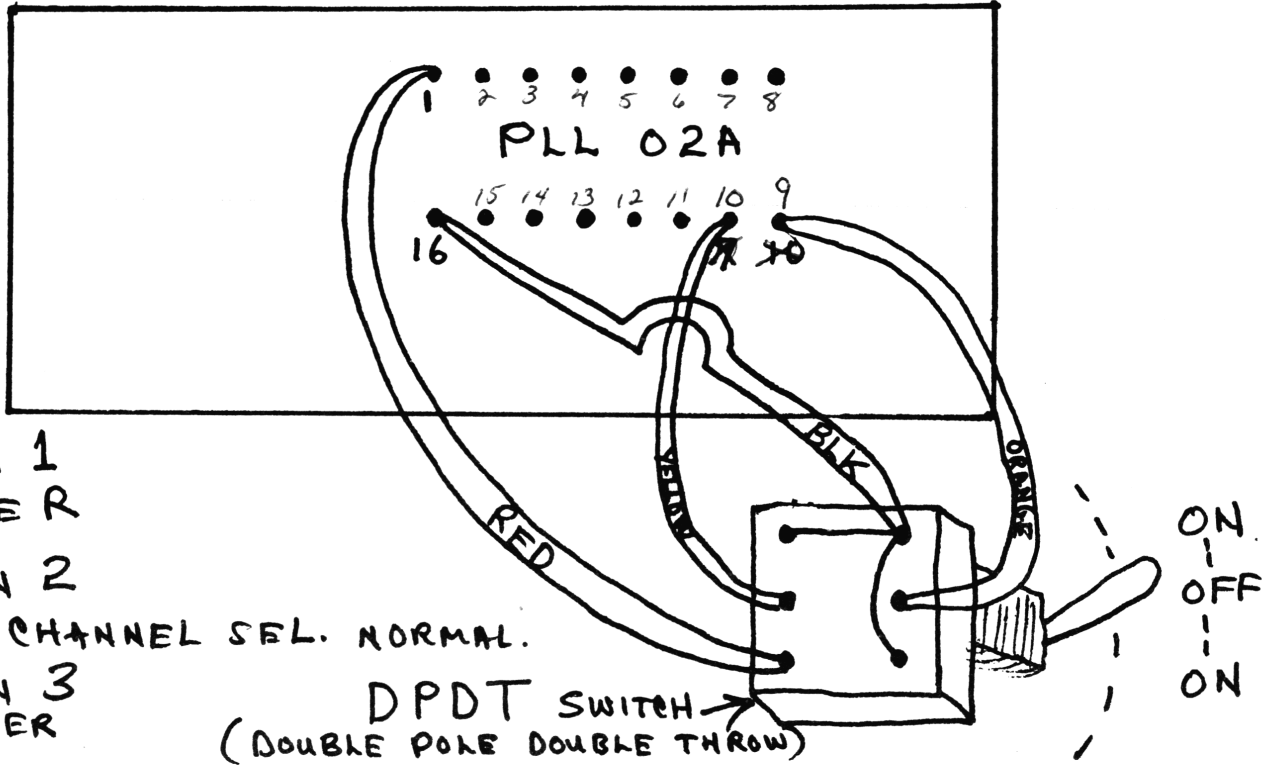 1 2 3 4 5 6 7 8
PLL 02A
15 14 13 12 11 10 9
16
BLK
YELLOW
ORANGE
RED
1
ER
ON
2
OFF
CHANNEL SEL. NORMAL.
ON
3
ER
DPDT SWITCH
(DOUBLE POLE DOUBLE THROW)